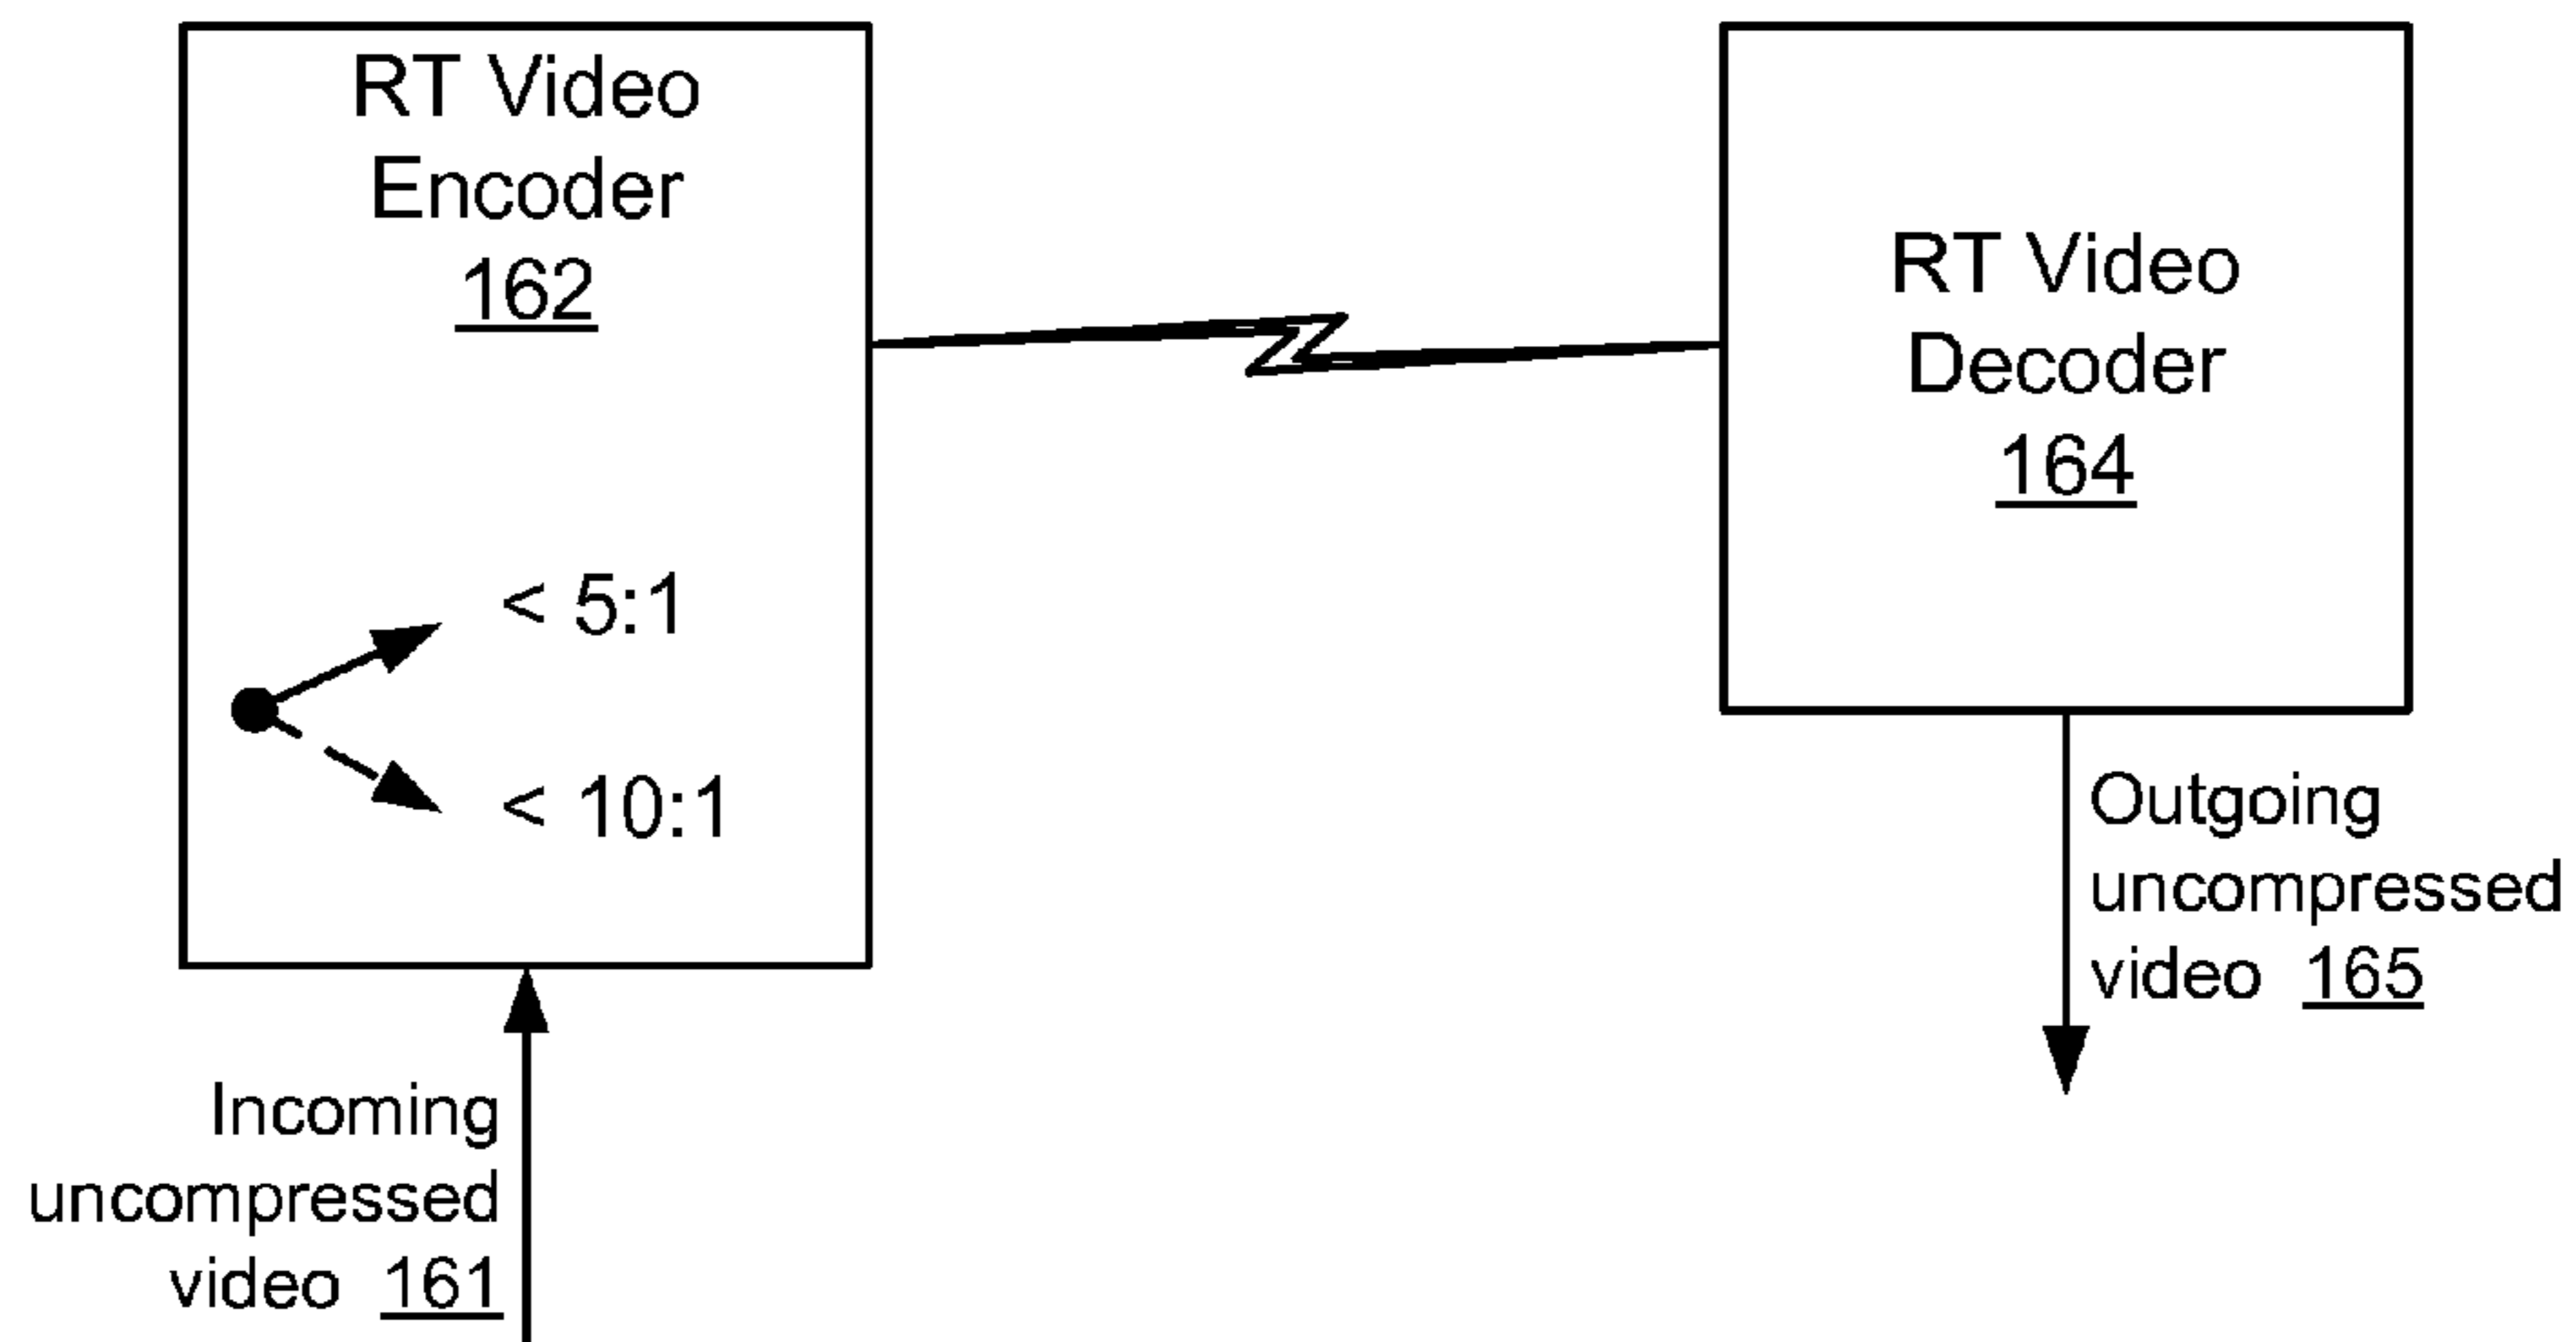 RT Video
Encoder
162
< 5:1
< 10:1
Incoming
uncompressed
video 161
RT Video
Decoder
164
Outgoing
uncompressed
video 165